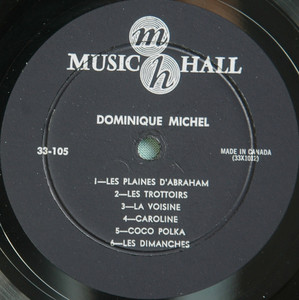 m
MUSIC HALL
h
DOMINIQUE MICHEL
33-105
MADE IN CANADA
(33X1032)
1—LES PLAINES D'ABRAHAM
2—LES TROTTOIRS
3—LA VOISINE
4—CAROLINE
5—COCO POLKA
6—LES DIMANCHES